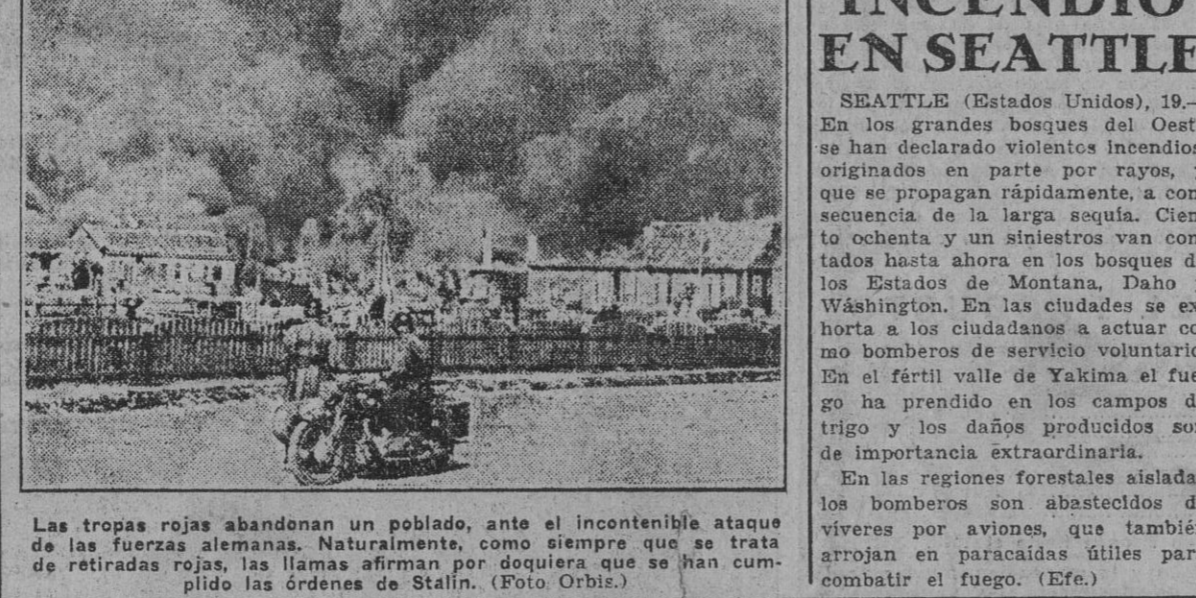 Las tropas rojas abandonan un poblado, ante el incontenible ataque
de las fuerzas alemanas. Naturalmente, como siempre que se trata
de retiradas rojas, las llamas afirman por doquiera que se han cum-
plido las órdenes de Stalin. (Foto Orbis.)
INCENDIO
EN SEATTLE
SEATTLE (Estados Unidos), 19.—
En los grandes bosques del Oest
se han declarado violentos incendios
originados en parte por rayos,
que se propagan rápidamente, a con
secuencia de la larga sequía. Cien
to ochenta y un siniestros van con
tados hasta ahora en los bosques d
los Estados de Montana, Daho
Wáshington. En las ciudades se ex
horta a los ciudadanos a actuar co
mo bomberos de servicio voluntario
En el fértil valle de Yakima el fue
go ha prendido en los campos d
trigo y los daños producidos so
de importancia extraordinaria.
En las regiones forestales aislada
los bomberos son abastecidos d
víveres por aviones, que tambié
arrojan en paracaídas útiles par
combatir el fuego. (Efe.)